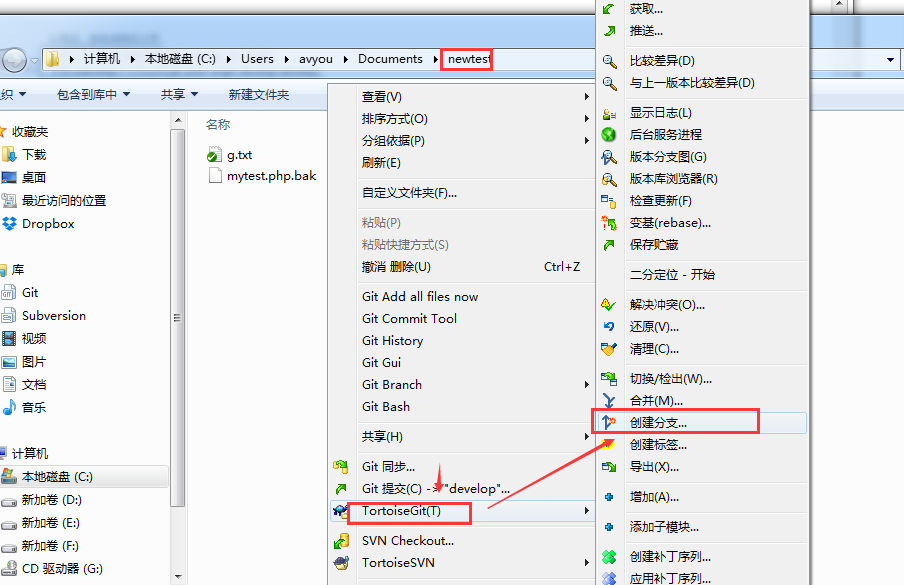 计算机 本地磁盘 (C:) Users avyou Documents newtest
织 包含到库中 共享 新建文件夹
收藏夹
下载
桌面
最近访问的位置
Dropbox
库
Git
Subversion
视频
图片
文档
音乐
计算机
本地磁盘 (C:)
新加卷 (D:)
新加卷 (E:)
新加卷 (F:)
CD 驱动器 (G:)
名称
g.txt
mytest.php.bak
查看(V)
排序方式(O)
分组依据(P)
刷新(E)
自定义文件夹(F)...
粘贴(P)
粘贴快捷方式(S)
撤消 删除(U) Ctrl+Z
Git Add all files now
Git Commit Tool
Git History
Git Gui
Git Branch
Git Bash
共享(H)
Git 同步...
Git 提交(C) -> "develop"...
TortoiseGit(T)
SVN Checkout...
TortoiseSVN
获取...
推送...
比较差异(D)
与上一版本比较差异(D)
显示日志(L)
后台服务进程
版本分支图(G)
版本库浏览器(R)
检查更新(F)
变基(rebase)...
保存贮藏
二分定位 - 开始
解决冲突(O)...
还原(V)...
清理(C)...
切换/检出(W)...
合并(M)...
创建分支...
创建标签...
导出(X)...
增加(A)...
添加子模块...
创建补丁序列...
应用补丁序列...